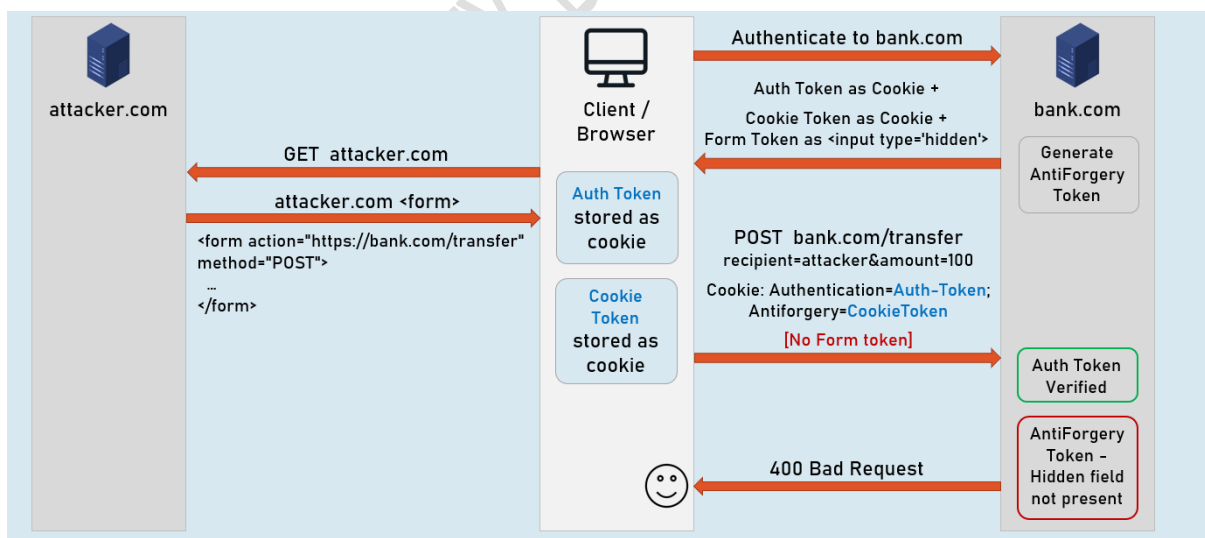 attacker.com
GET attacker.com
attacker.com <form>
<form action="https://bank.com/transfer"
method="POST">
…
</form>
Client /
Browser
Auth Token
stored as
cookie
Cookie
Token
stored as
cookie
Authenticate to bank.com
Auth Token as Cookie +
Cookie Token as Cookie +
Form Token as <input type='hidden'>
POST bank.com/transfer
recipient=attacker&amount=100
Cookie: Authentication=Auth-Token;
Antiforgery=CookieToken
[No Form token]
400 Bad Request
bank.com
Generate
AntiForgery
Token
Auth Token
Verified
AntiForgery
Token -
Hidden field
not present